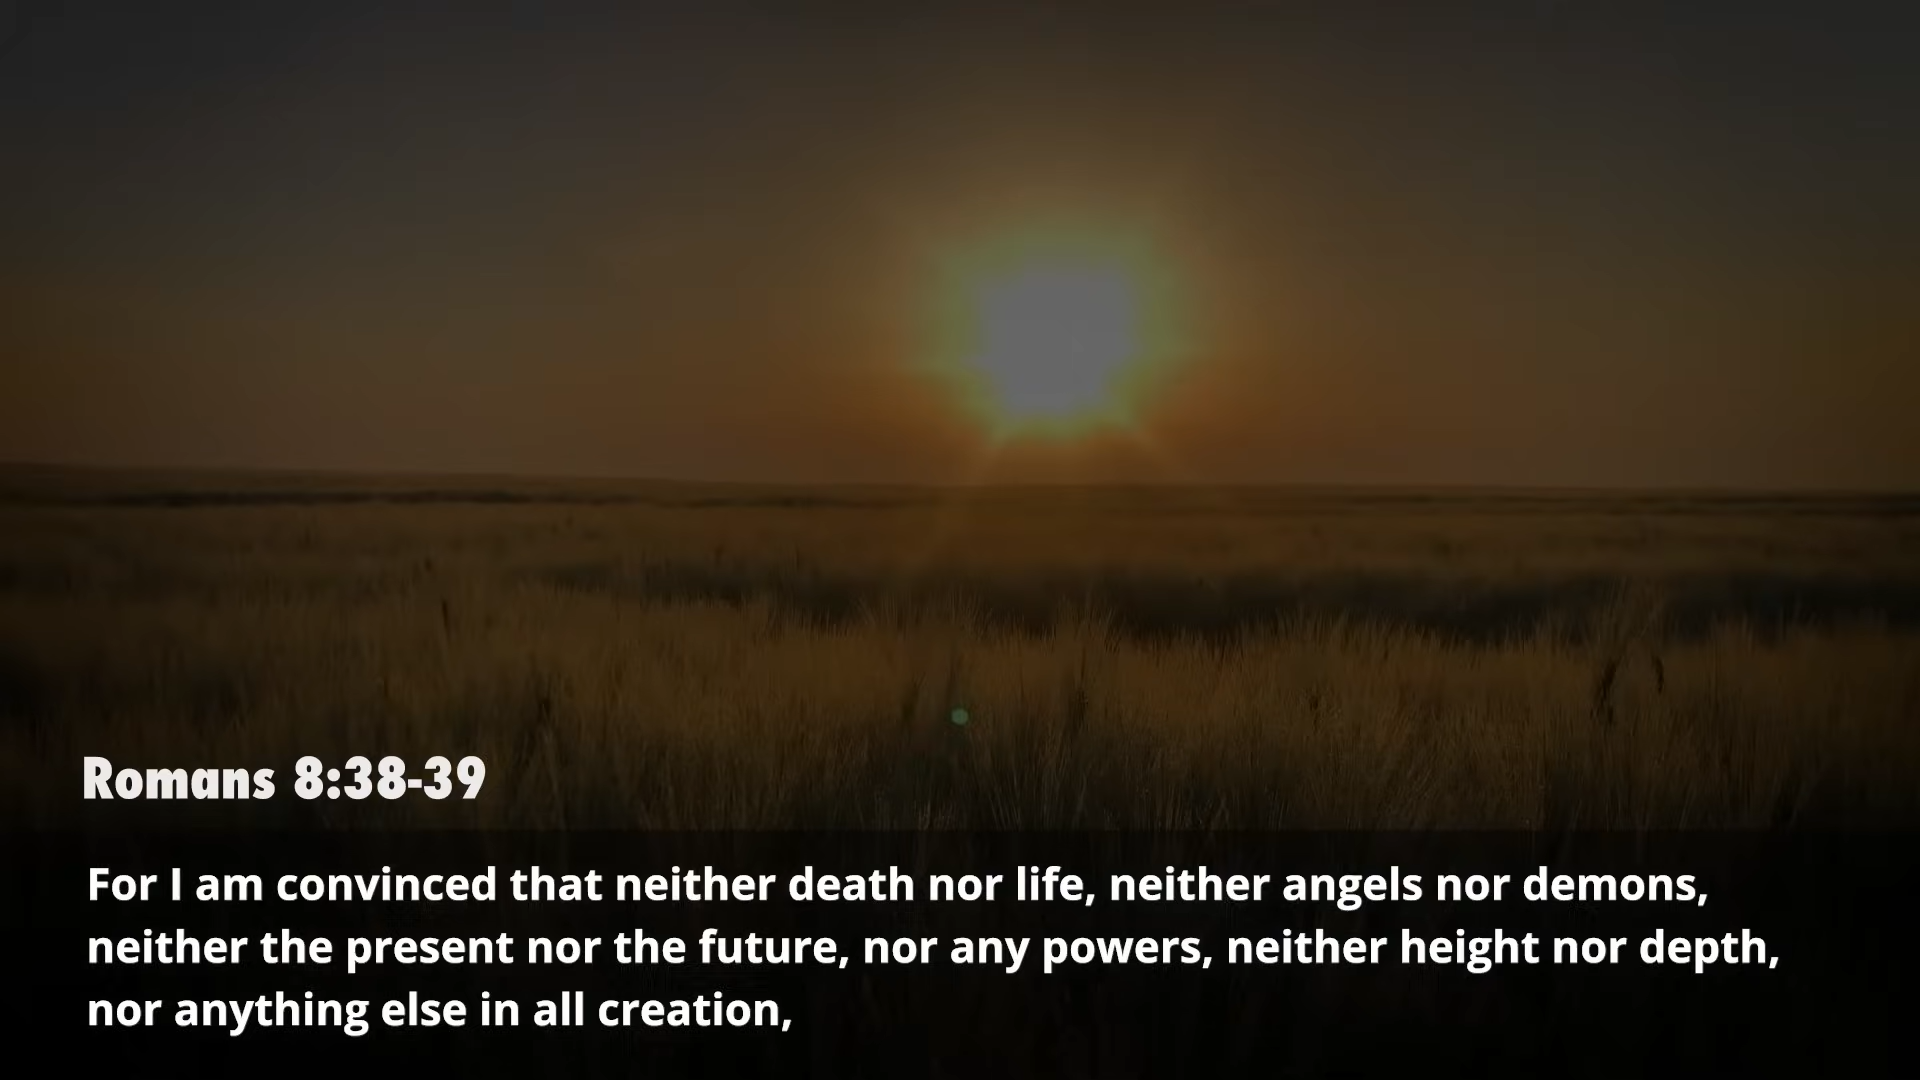 Romans 8:38-39
For I am convinced that neither death nor life, neither angels nor demons,
neither the present nor the future, nor any powers, neither height nor depth,
nor anything else in all creation,